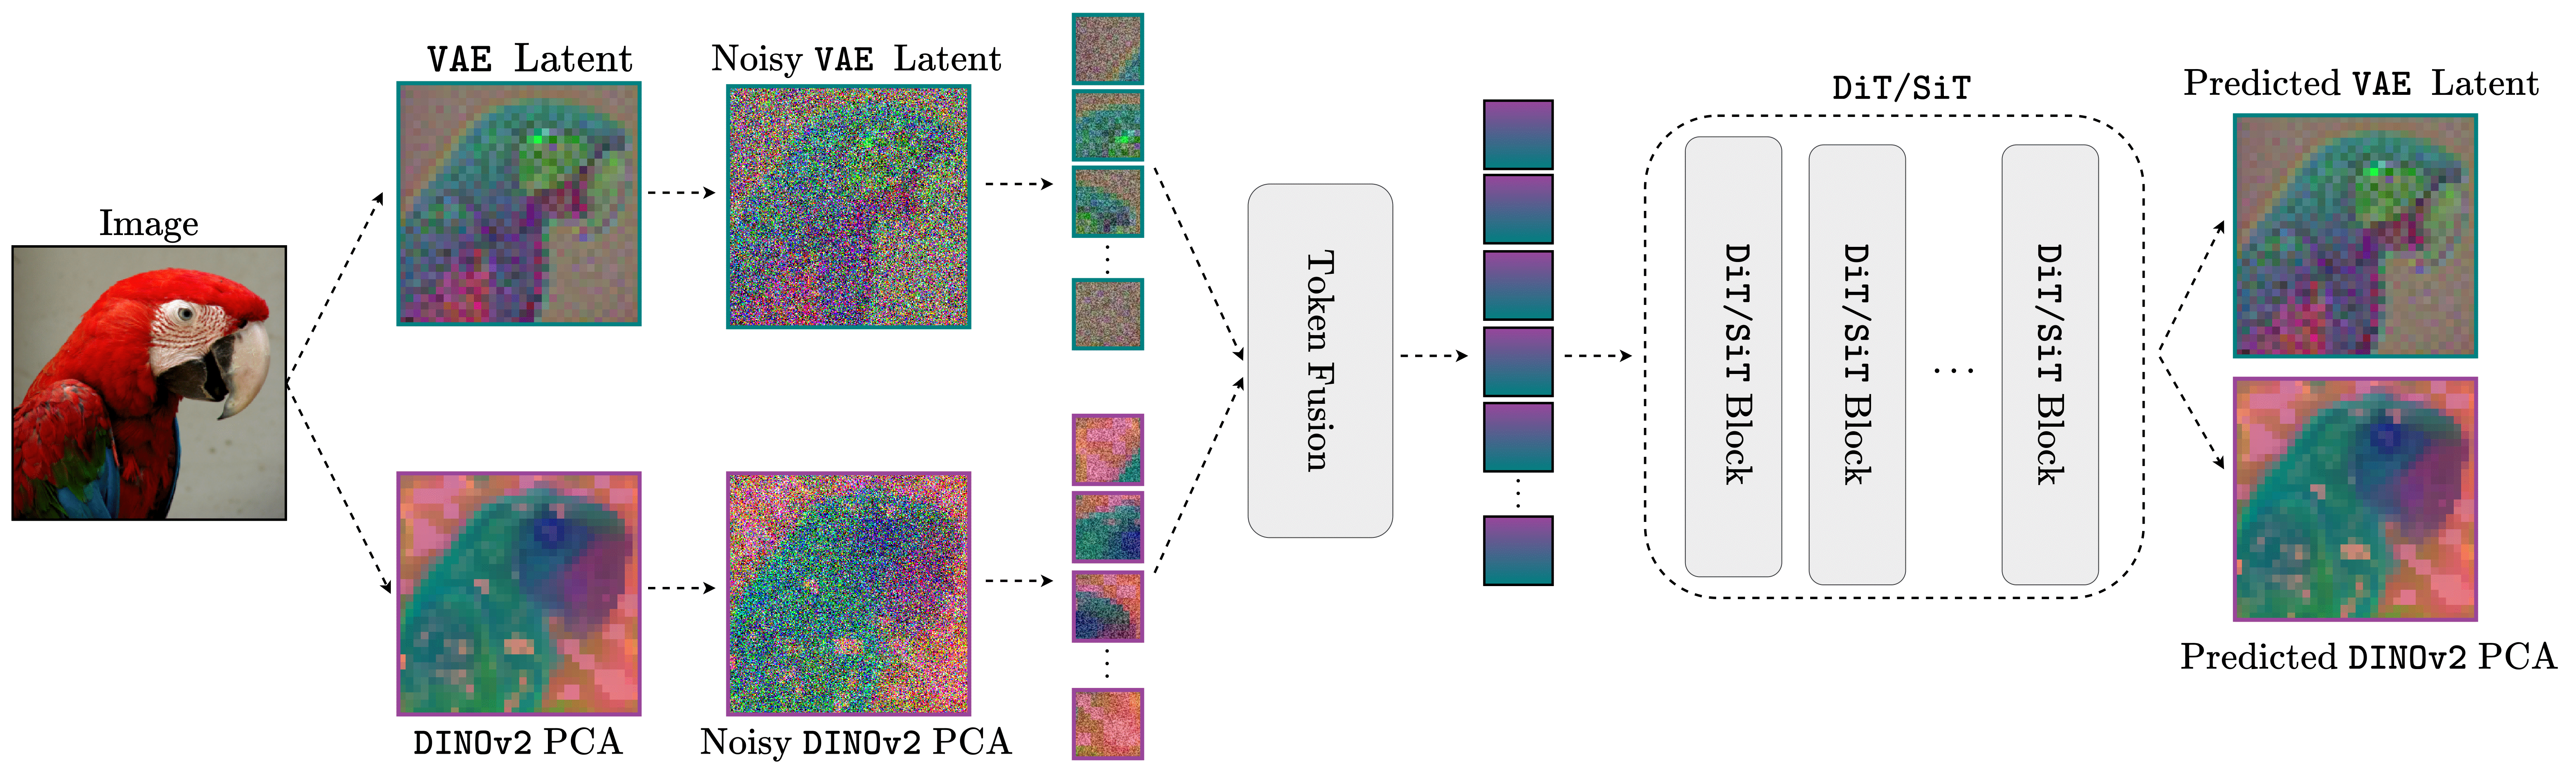 Image
VAE Latent
Noisy VAE Latent
DINOv2 PCA
Noisy DINOv2 PCA
Token Fusion
DiT/SiT
DiT/SiT Block
DiT/SiT Block
...
DiT/SiT Block
Predicted VAE Latent
Predicted DINOv2 PCA